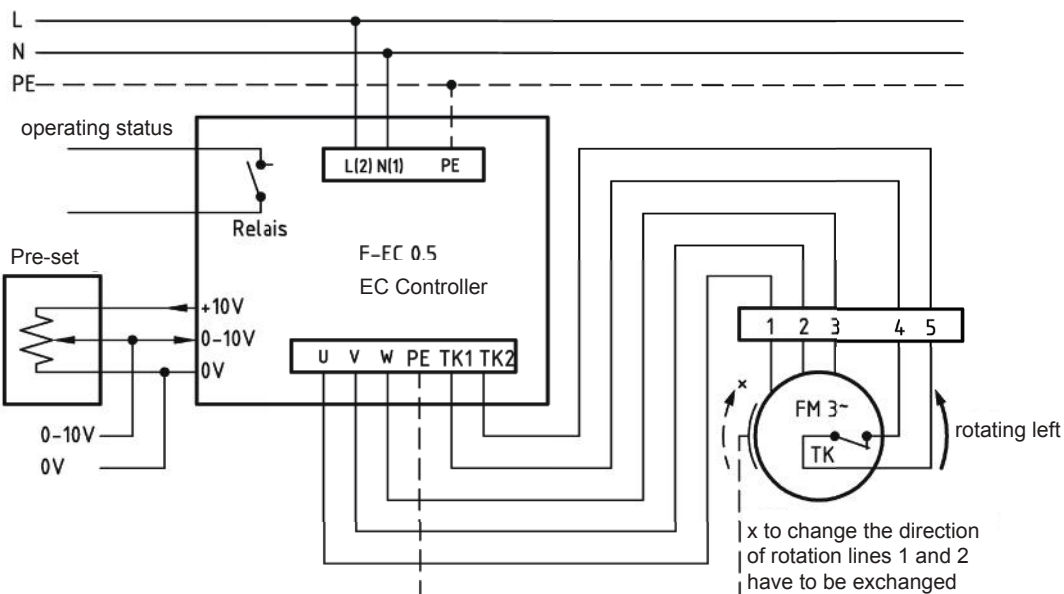 L
N
PE
operating status
L(2) N(1) PE
Relais
Pre-set
F-EC 0.5
EC Controller
+10V
0-10V
0V
U V W PE TK1 TK2
1 2 3 4 5
x
FM 3~
TK
rotating left
0-10V
0V
x to change the direction
of rotation lines 1 and 2
have to be exchanged